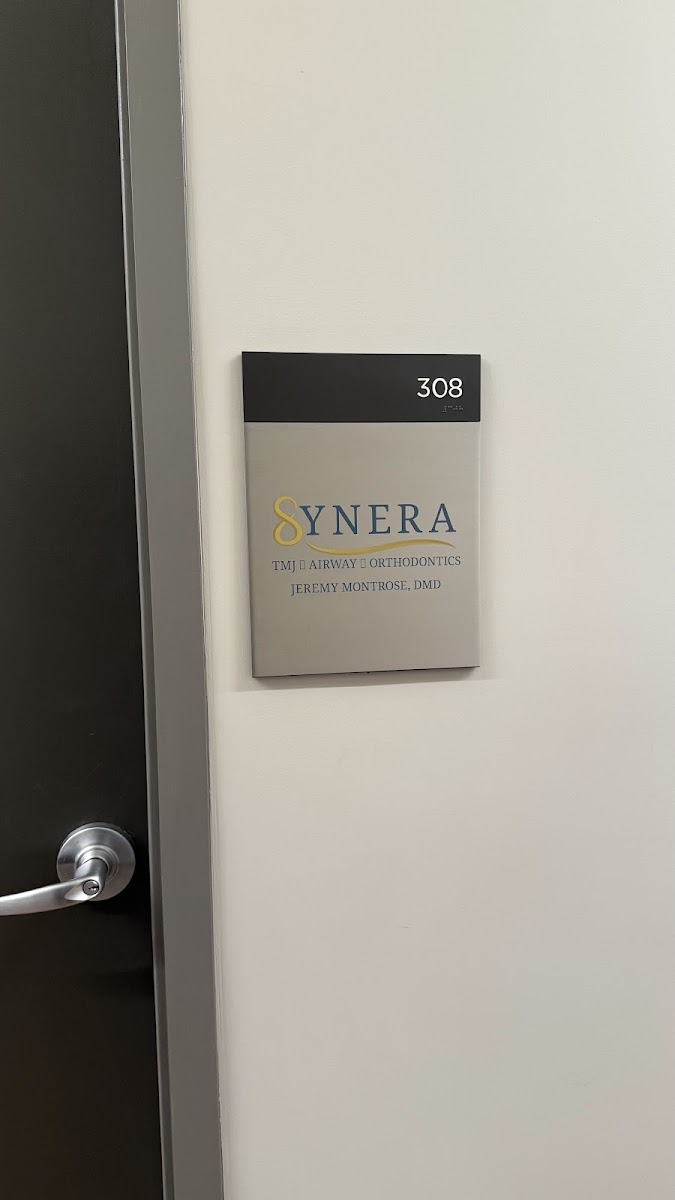 308
SYNERA
TMJ ▯ AIRWAY ▯ ORTHODONTICS
JEREMY MONTROSE, DMD